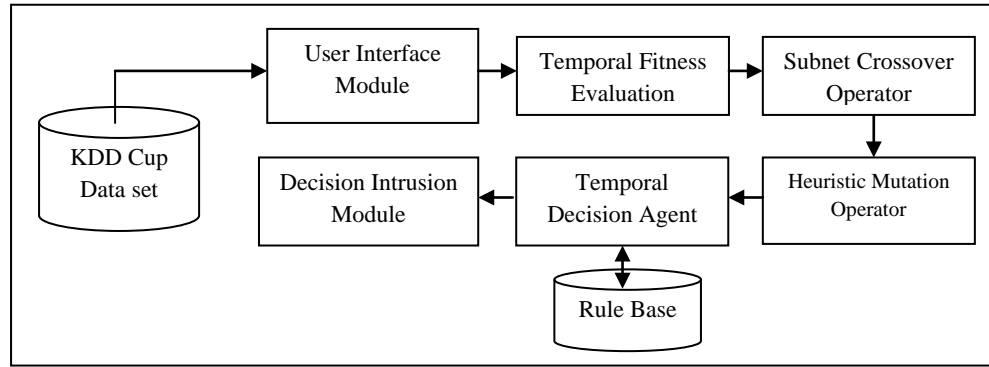 User Interface
Module
Temporal Fitness
Evaluation
Subnet Crossover
Operator
KDD Cup
Data set
Decision Intrusion
Module
Temporal
Decision Agent
Heuristic Mutation
Operator
Rule Base